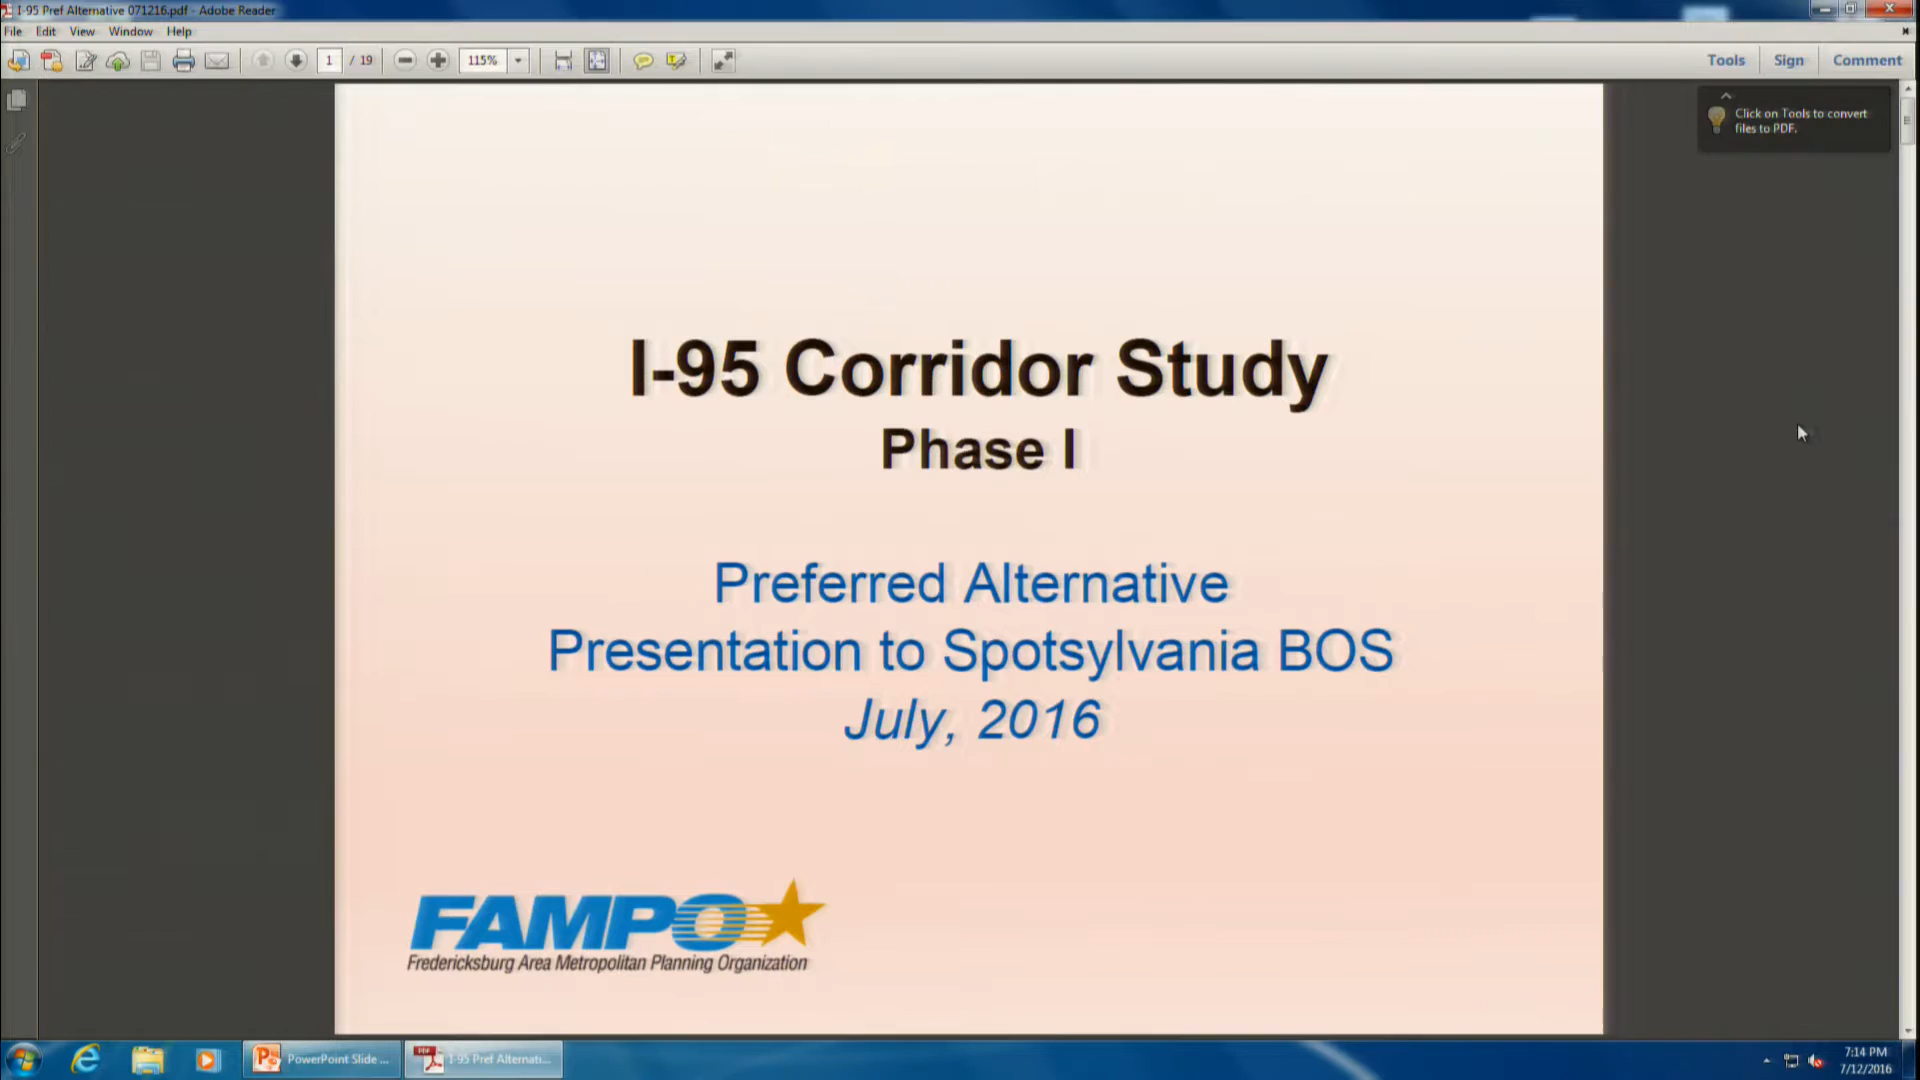 I-95 Pref Alternative 071216.pdf - Adobe Reader
File Edit View Window Help
1 / 19 115% Tools Sign Comment
Click on Tools to convert
files to PDF.
I-95 Corridor Study
Phase I
Preferred Alternative
Presentation to Spotsylvania BOS
July, 2016
FAMPO
Fredericksburg Area Metropolitan Planning Organization
PowerPoint Slide ... I-95 Pref Alternati...
7:14 PM
7/12/2016